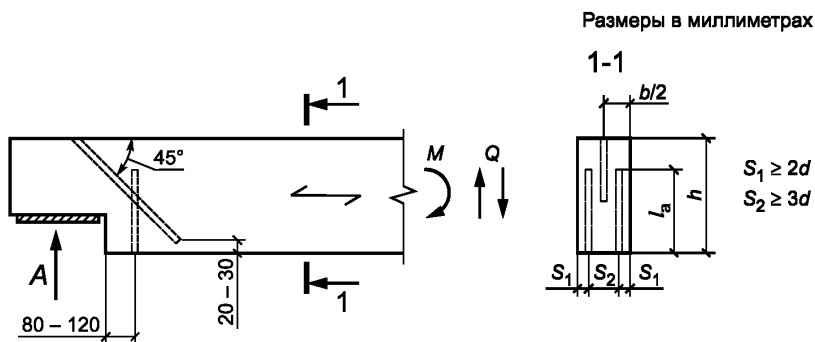 Размеры в миллиметрах
1-1
1
b/2
45°
M
Q
S₁ ≥ 2d
S₂ ≥ 3d
lₐ
h
A
20 – 30
1
S₁
S₂
S₁
80 – 120